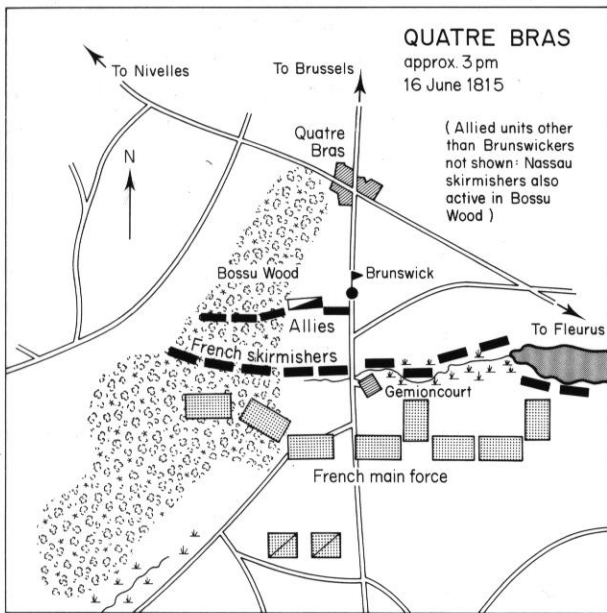 QUATRE BRAS
approx. 3 pm
16 June 1815
To Nivelles
To Brussels
Quatre
Bras
( Allied units other
than Brunswickers
not shown: Nassau
skirmishers also
active in Bossu
Wood )
N
Bossu Wood
Brunswick
Allies
To Fleurus
French skirmishers
Gemioncourt
French main force